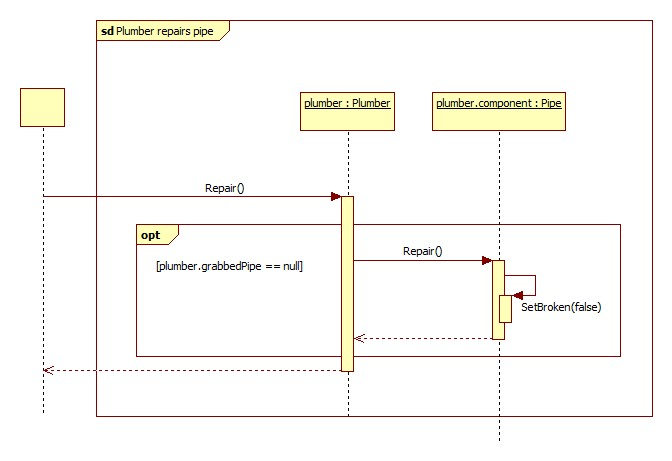 sd Plumber repairs pipe
plumber : Plumber
plumber.component : Pipe
Repair()
opt
[plumber.grabbedPipe == null]
Repair()
SetBroken(false)